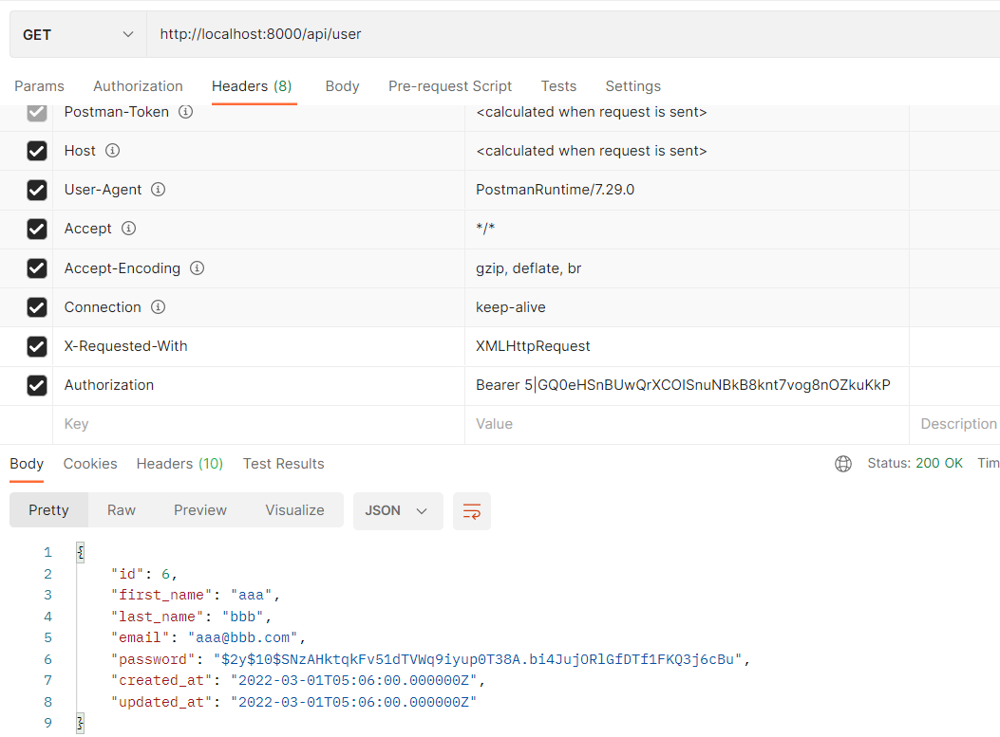 GET http://localhost:8000/api/user
Params Authorization Headers (8) Body Pre-request Script Tests Settings
Postman-Token <calculated when request is sent>
Host <calculated when request is sent>
User-Agent PostmanRuntime/7.29.0
Accept */*
Accept-Encoding gzip, deflate, br
Connection keep-alive
X-Requested-With XMLHttpRequest
Authorization Bearer 5|GQ0eHSnBUwQrXCOISnuNBkB8knt7vog8nOZkuKkP
Key Value Description
Body Cookies Headers (10) Test Results Status: 200 OK Tim
Pretty Raw Preview Visualize JSON
1 {
2 "id": 6,
3 "first_name": "aaa",
4 "last_name": "bbb",
5 "email": "aaa@bbb.com",
6 "password": "$2y$10$SNzAHktqkFv51dTVWq9iyup0T38A.bi4JujORlGfDTf1FKQ3j6cBu",
7 "created_at": "2022-03-01T05:06:00.000000Z",
8 "updated_at": "2022-03-01T05:06:00.000000Z"
9 }